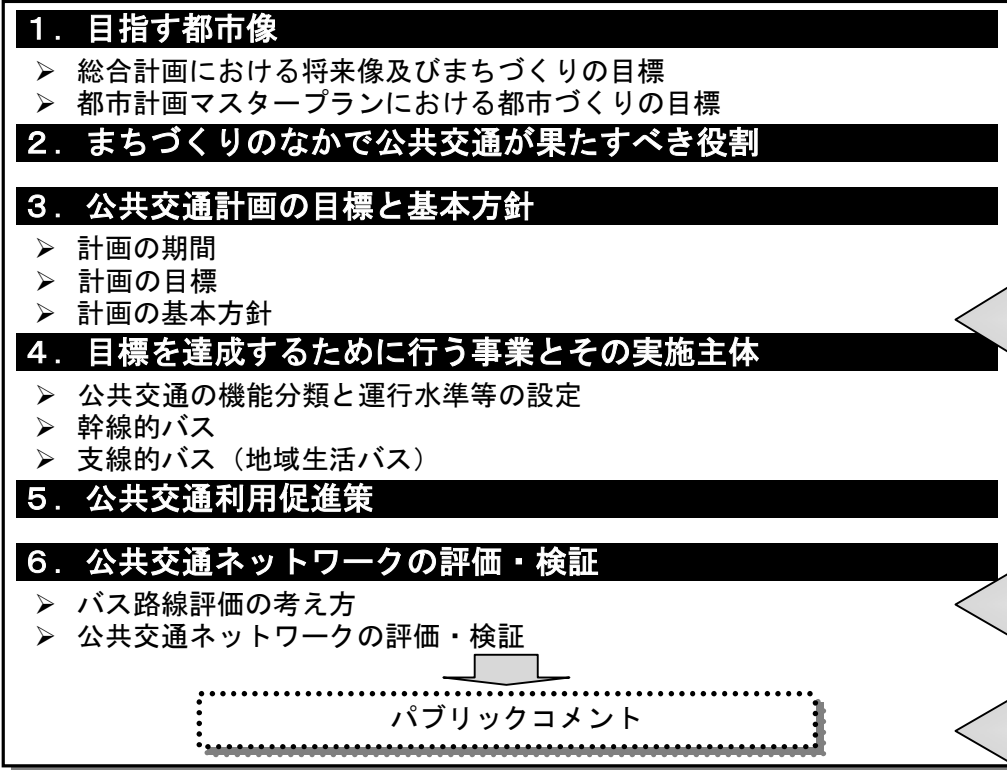 １．目指す都市像
➢ 総合計画における将来像及びまちづくりの目標
➢ 都市計画マスタープランにおける都市づくりの目標
２．まちづくりのなかで公共交通が果たすべき役割
３．公共交通計画の目標と基本方針
➢ 計画の期間
➢ 計画の目標
➢ 計画の基本方針
４．目標を達成するために行う事業とその実施主体
➢ 公共交通の機能分類と運行水準等の設定
➢ 幹線的バス
➢ 支線的バス（地域生活バス）
５．公共交通利用促進策
６．公共交通ネットワークの評価・検証
➢ バス路線評価の考え方
➢ 公共交通ネットワークの評価・検証
パブリックコメント